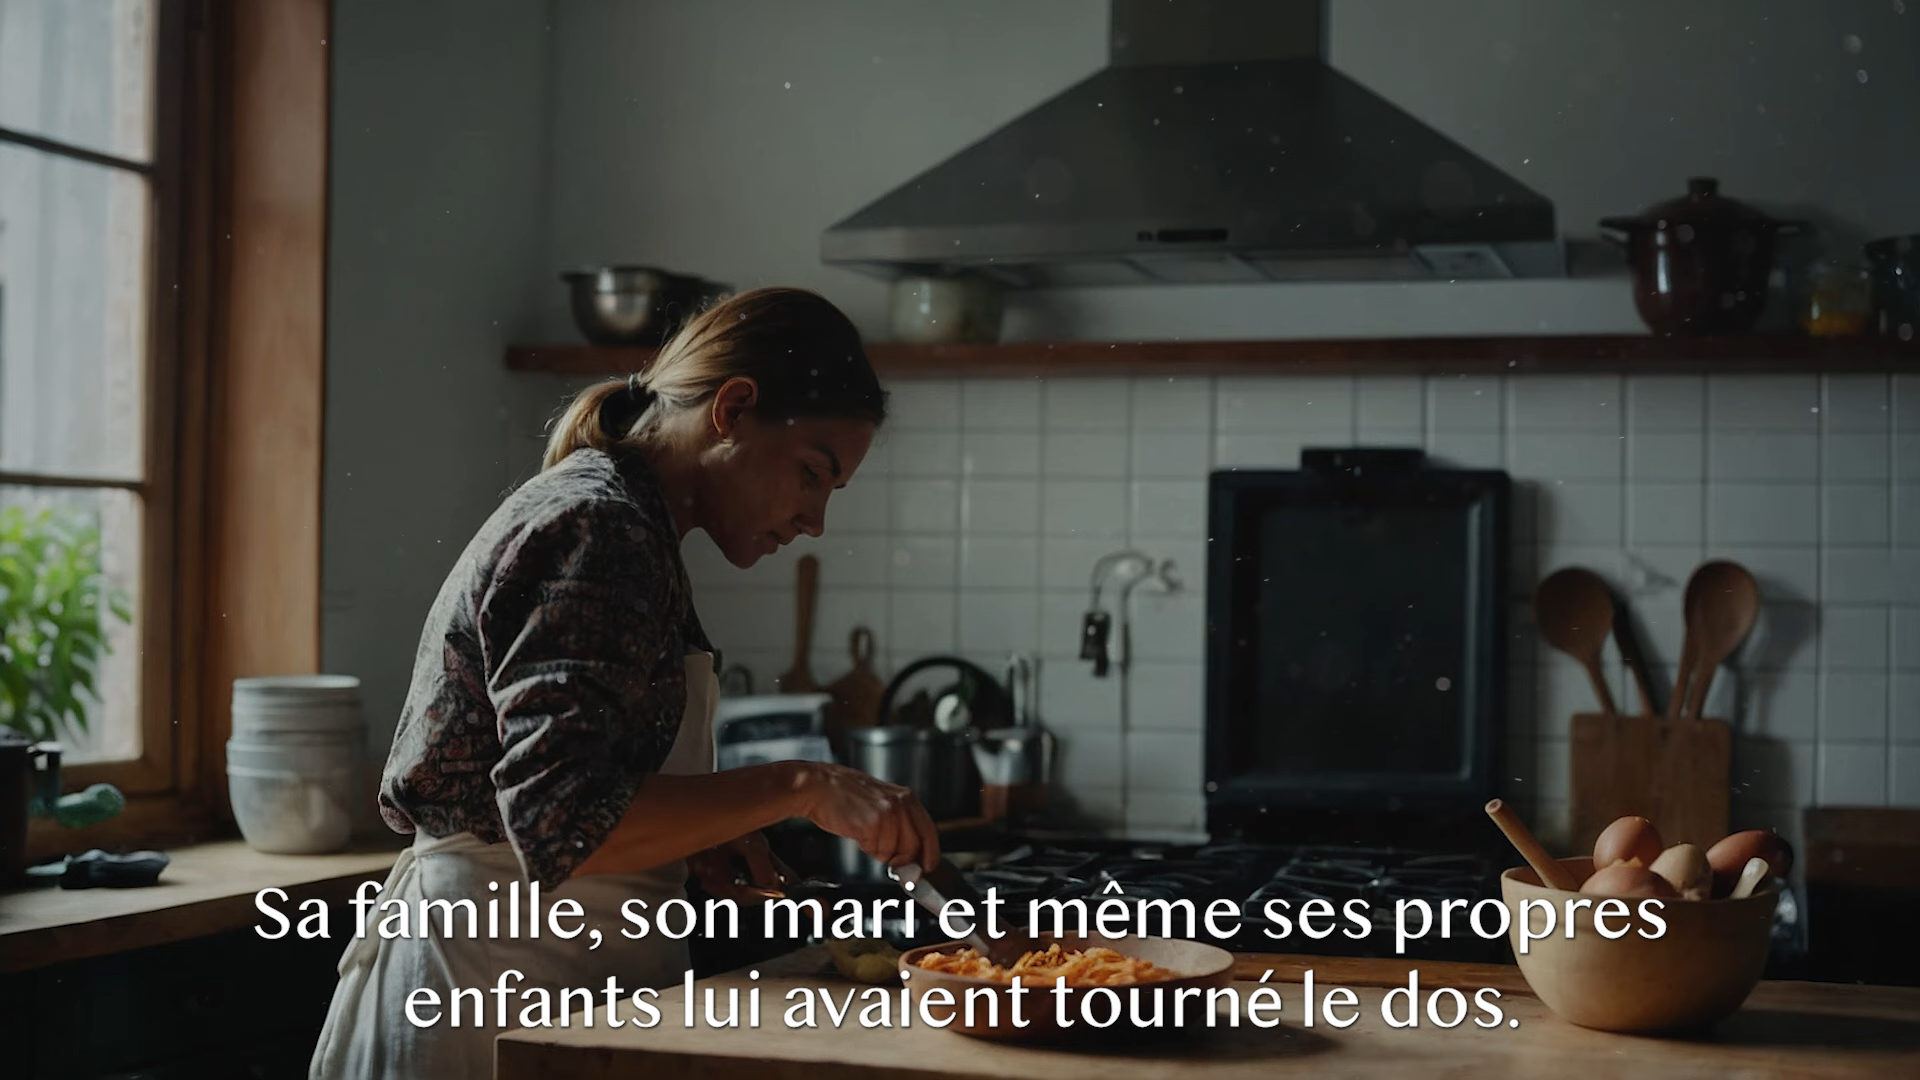 Sa famille, son mari et même ses propres
enfants lui avaient tourné le dos.